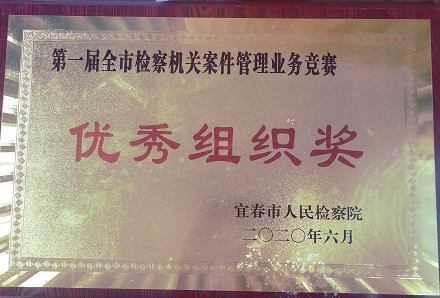 第一届全市检察机关案件管理业务竞赛
优秀组织奖
宜春市人民检察院
二〇二〇年六月